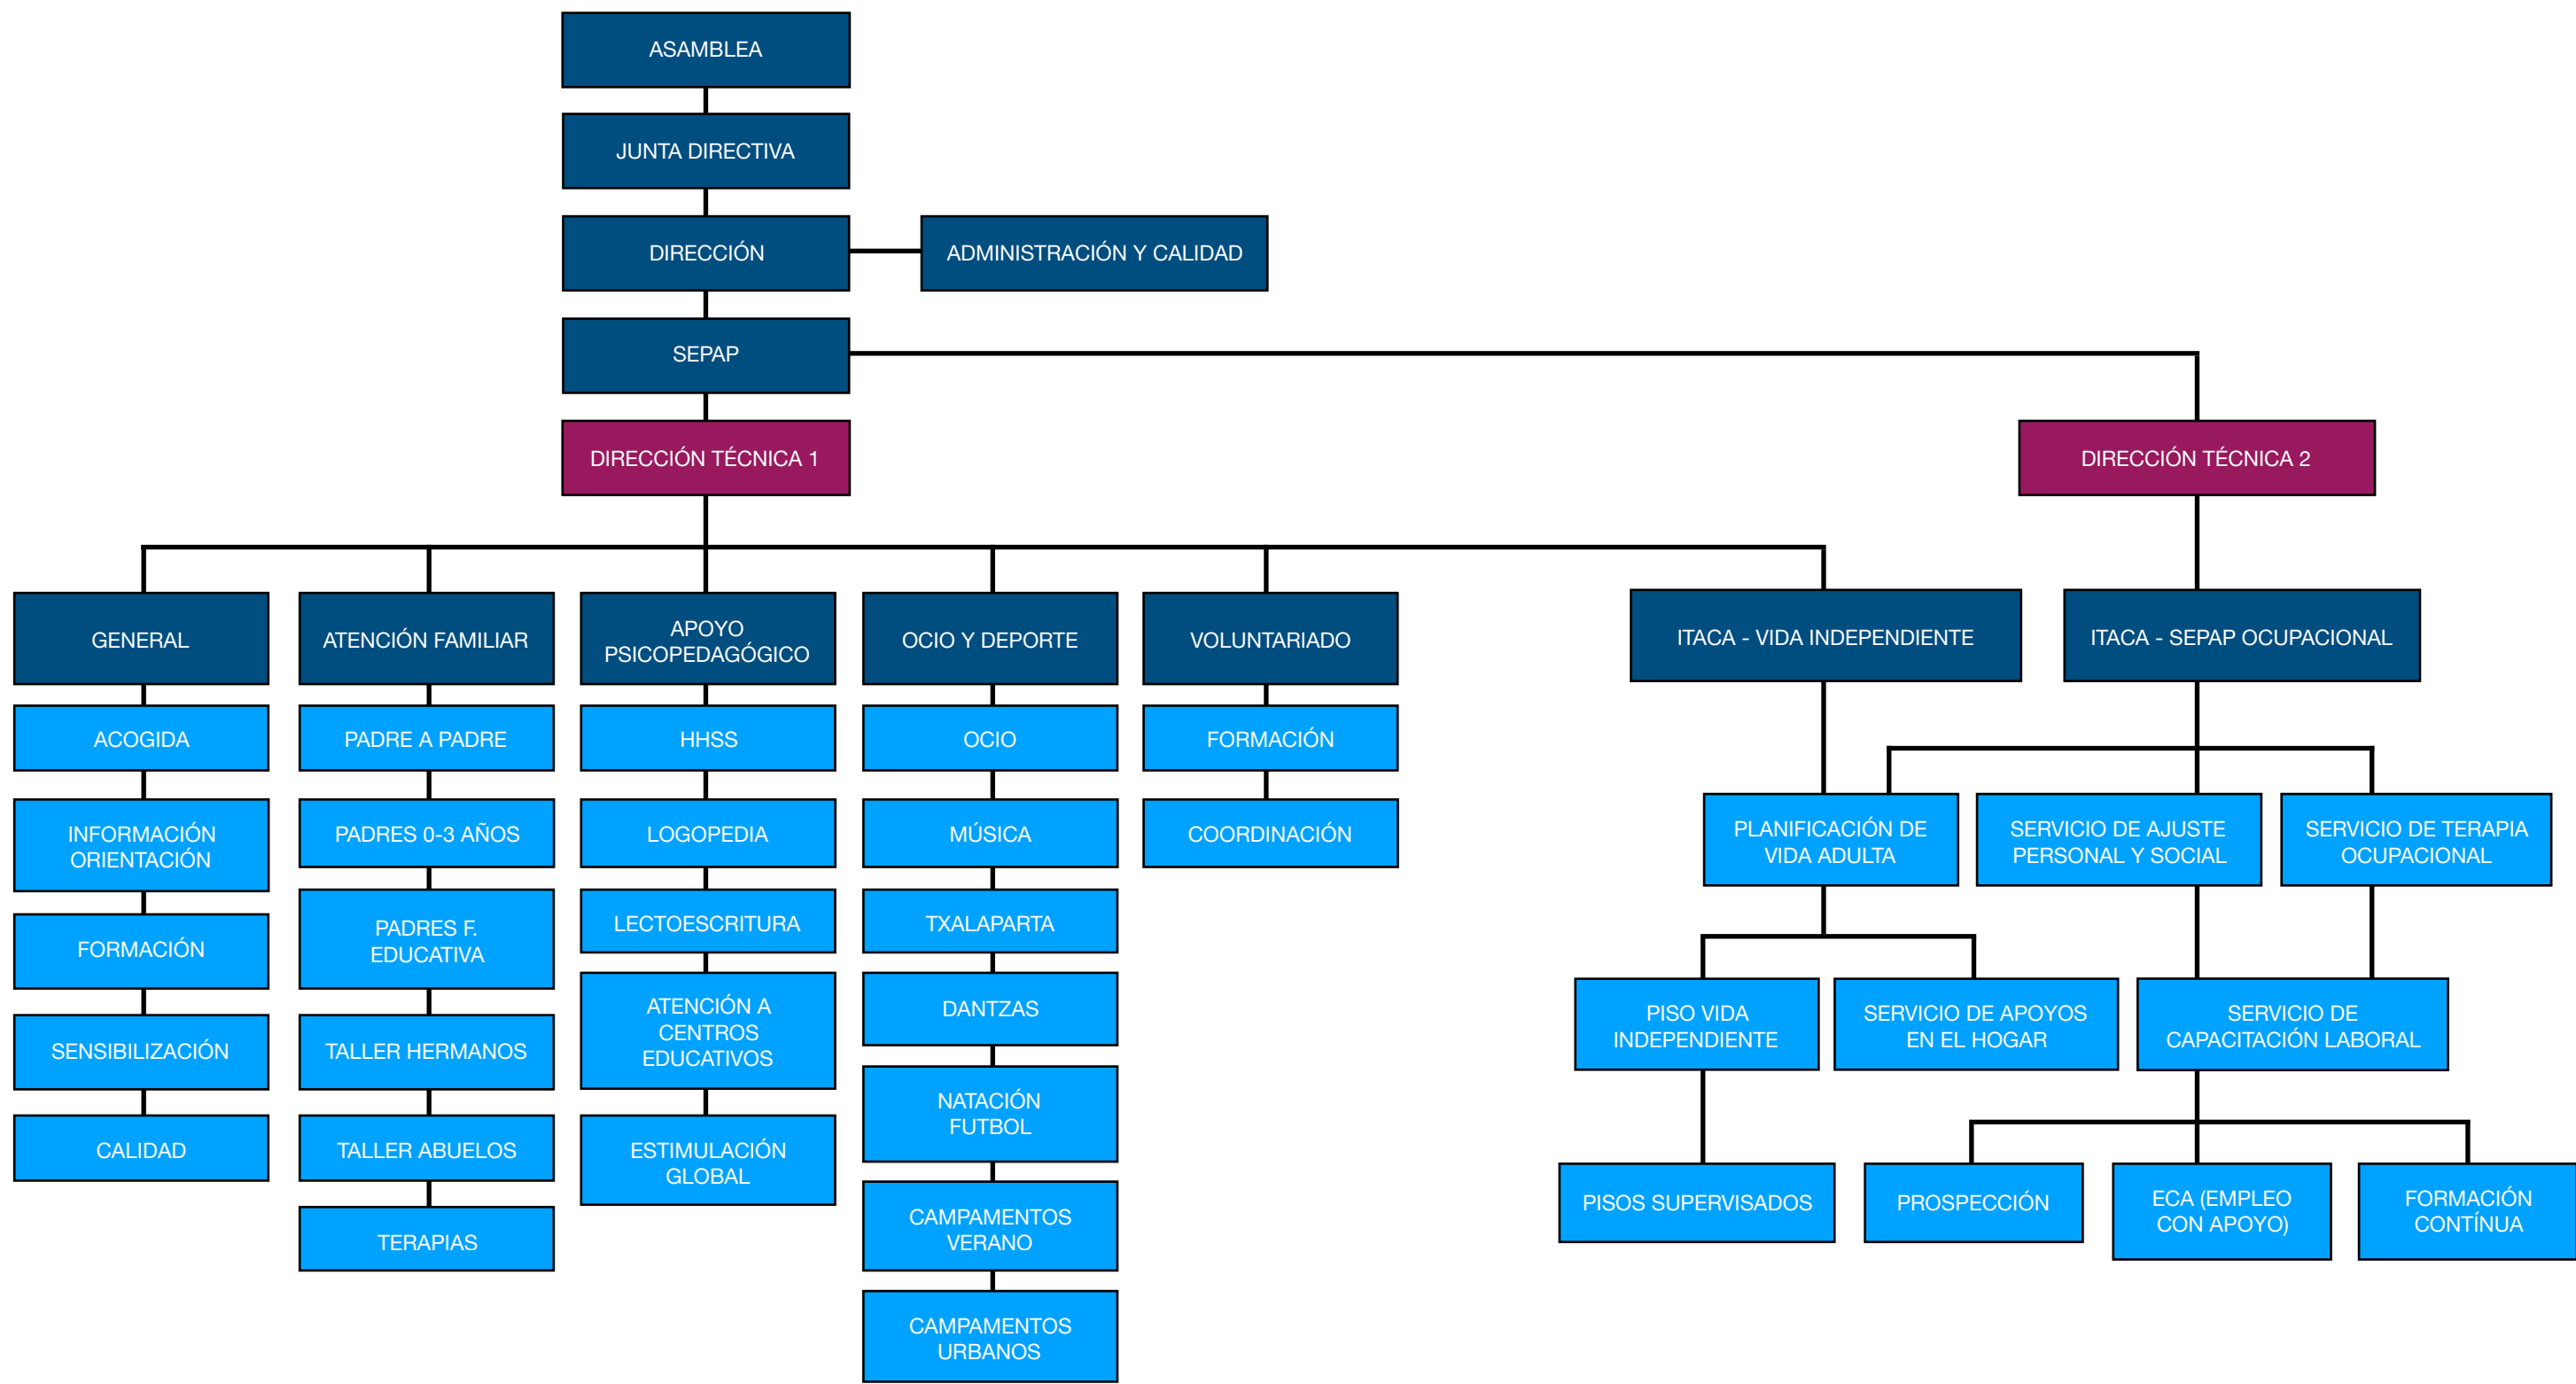 ASAMBLEA
JUNTA DIRECTIVA
DIRECCIÓN
ADMINISTRACIÓN Y CALIDAD
SEPAP
DIRECCIÓN TÉCNICA 1
DIRECCIÓN TÉCNICA 2
GENERAL
ACOGIDA
INFORMACIÓN
ORIENTACIÓN
FORMACIÓN
SENSIBILIZACIÓN
CALIDAD
ATENCIÓN FAMILIAR
PADRE A PADRE
PADRES 0-3 AÑOS
PADRES F.
EDUCATIVA
TALLER HERMANOS
TALLER ABUELOS
TERAPIAS
APOYO
PSICOPEDAGÓGICO
HHSS
LOGOPEDIA
LECTOESCRITURA
ATENCIÓN A
CENTROS
EDUCATIVOS
ESTIMULACIÓN
GLOBAL
OCIO Y DEPORTE
OCIO
MÚSICA
TXALAPARTA
DANTZAS
NATACIÓN
FUTBOL
CAMPAMENTOS
VERANO
CAMPAMENTOS
URBANOS
VOLUNTARIADO
FORMACIÓN
COORDINACIÓN
ITACA - VIDA INDEPENDIENTE
ITACA - SEPAP OCUPACIONAL
PLANIFICACIÓN DE
VIDA ADULTA
SERVICIO DE AJUSTE
PERSONAL Y SOCIAL
SERVICIO DE TERAPIA
OCUPACIONAL
PISO VIDA
INDEPENDIENTE
SERVICIO DE APOYOS
EN EL HOGAR
SERVICIO DE
CAPACITACIÓN LABORAL
PISOS SUPERVISADOS
PROSPECCIÓN
ECA (EMPLEO
CON APOYO)
FORMACIÓN
CONTÍNUA